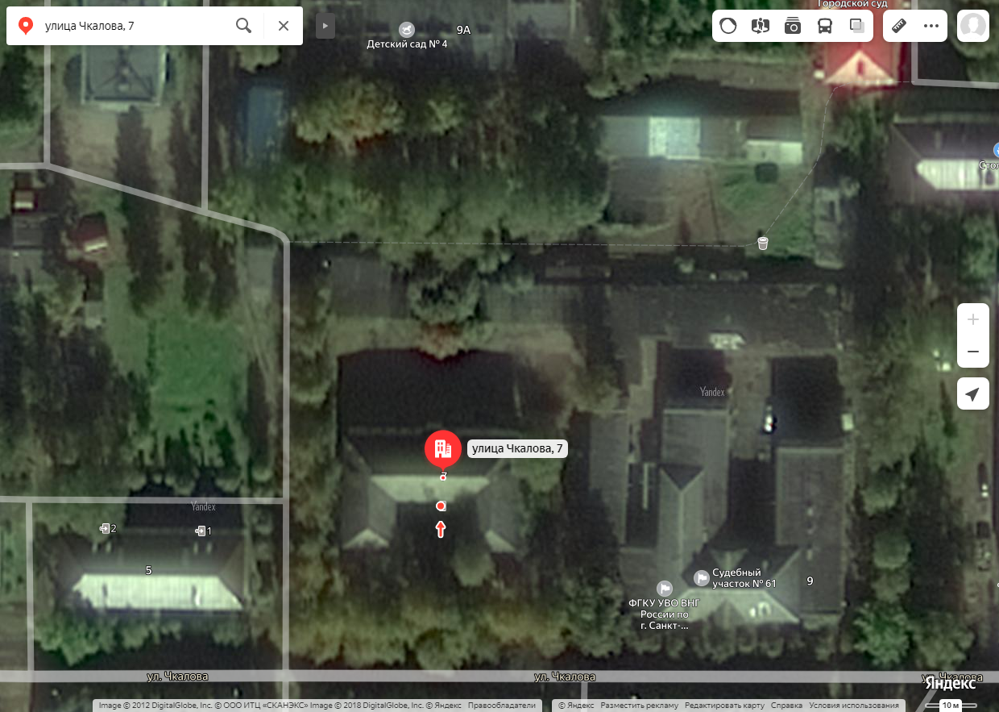 Городской суд
улица Чкалова, 7
Детский сад № 4
9А
Yandex
улица Чкалова, 7
7
Yandex
2
1
5
Судебный
участок № 61
9
ФГКУ УВО ВНГ
России по
г. Санкт-...
ул. Чкалова
ул. Чкалова
ул. Чкалова
Яндекс
Image © 2012 DigitalGlobe, Inc. © ООО ИТЦ «СКАНЭКС» Image © 2018 DigitalGlobe, Inc. © Яндекс Правообладатели
© Яндекс Разместить рекламу Редактировать карту Справка Условия использования
10 м